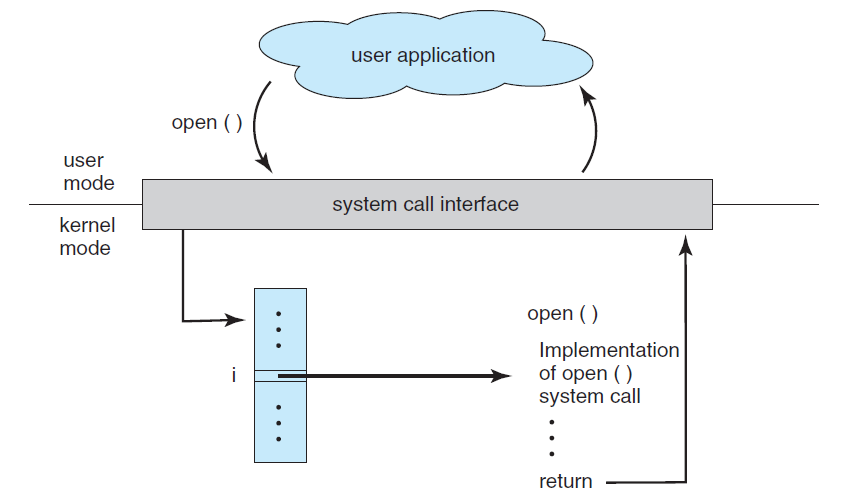 user application
open ( )
user
mode
system call interface
kernel
mode
open ( )
Implementation
of open ( )
system call
i
return